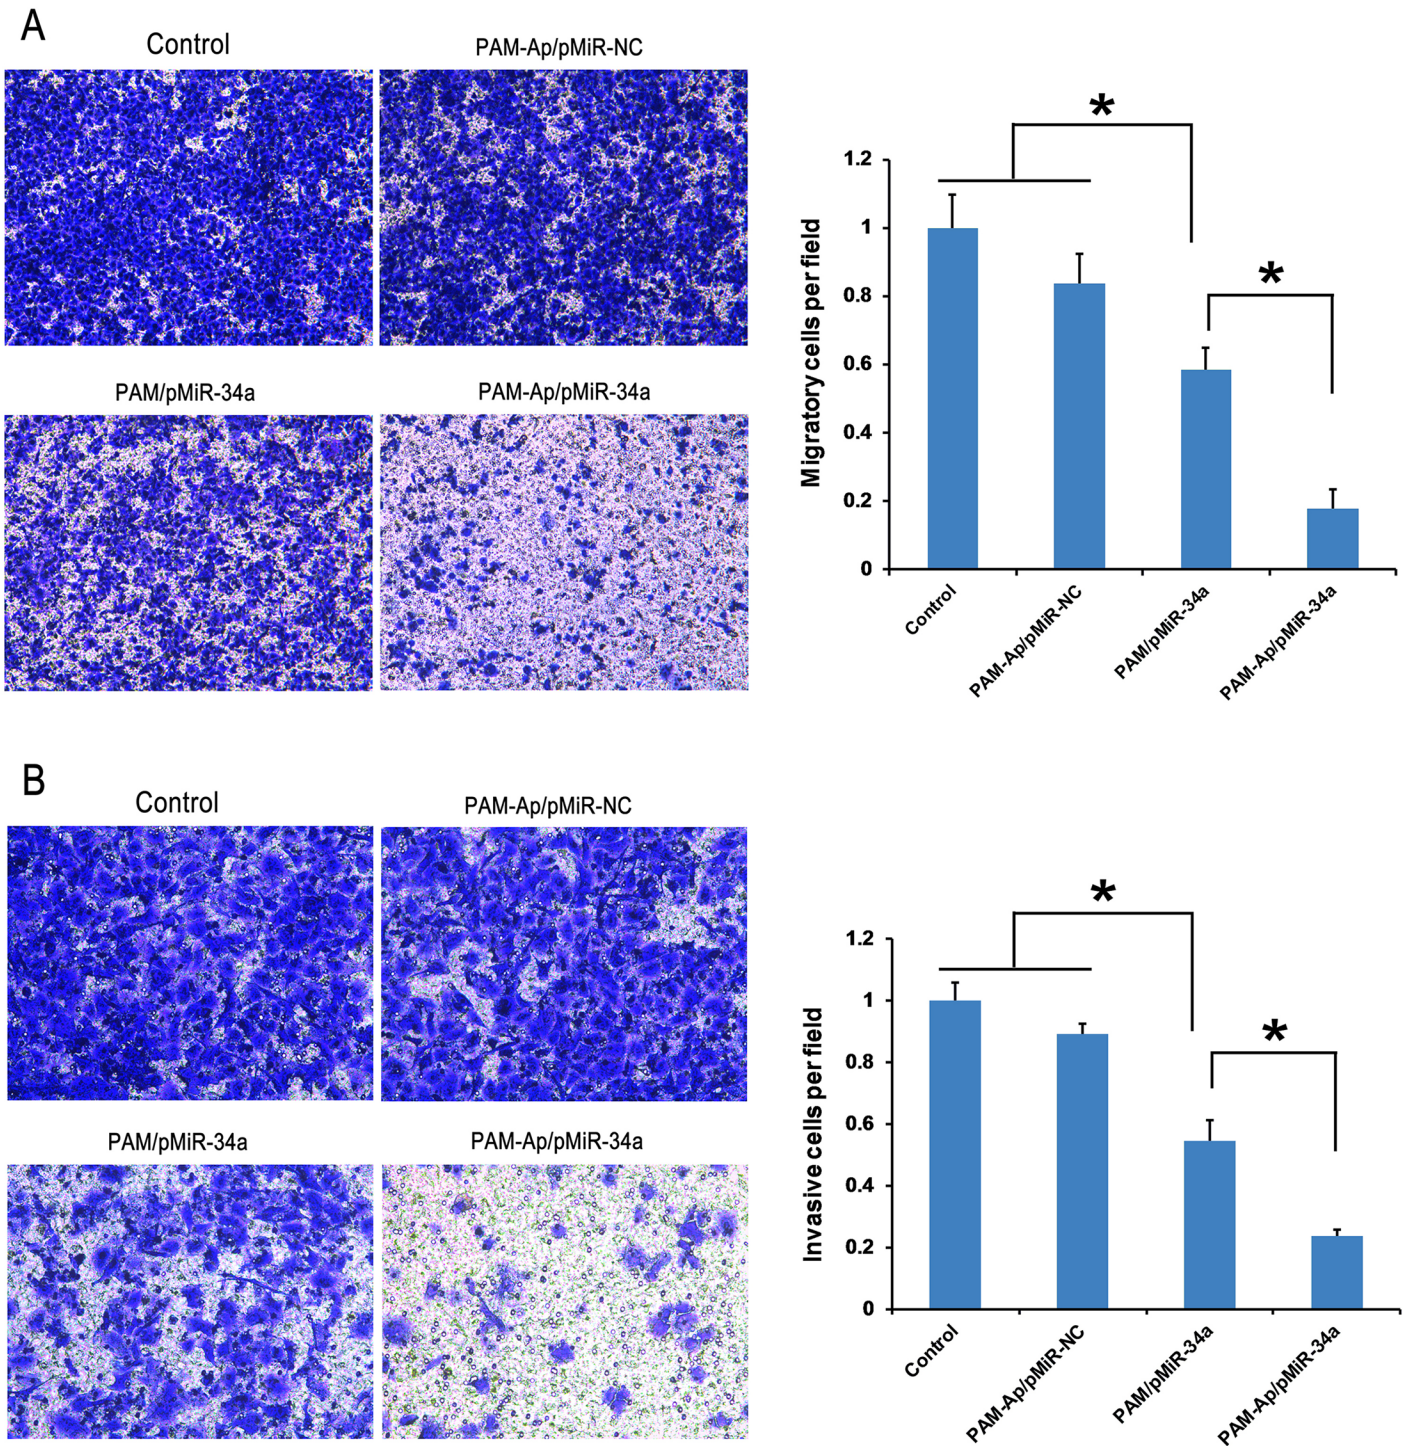 A
Control
PAM-Ap/pMiR-NC
PAM/pMiR-34a
PAM-Ap/pMiR-34a
*
*
Migratory cells per field
1.2
1
0.8
0.6
0.4
0.2
0
Control
PAM-Ap/pMiR-NC
PAM/pMiR-34a
PAM-Ap/pMiR-34a
B
Control
PAM-Ap/pMiR-NC
PAM/pMiR-34a
PAM-Ap/pMiR-34a
*
*
Invasive cells per field
1.2
1
0.8
0.6
0.4
0.2
0
Control
PAM-Ap/pMiR-NC
PAM/pMiR-34a
PAM-Ap/pMiR-34a